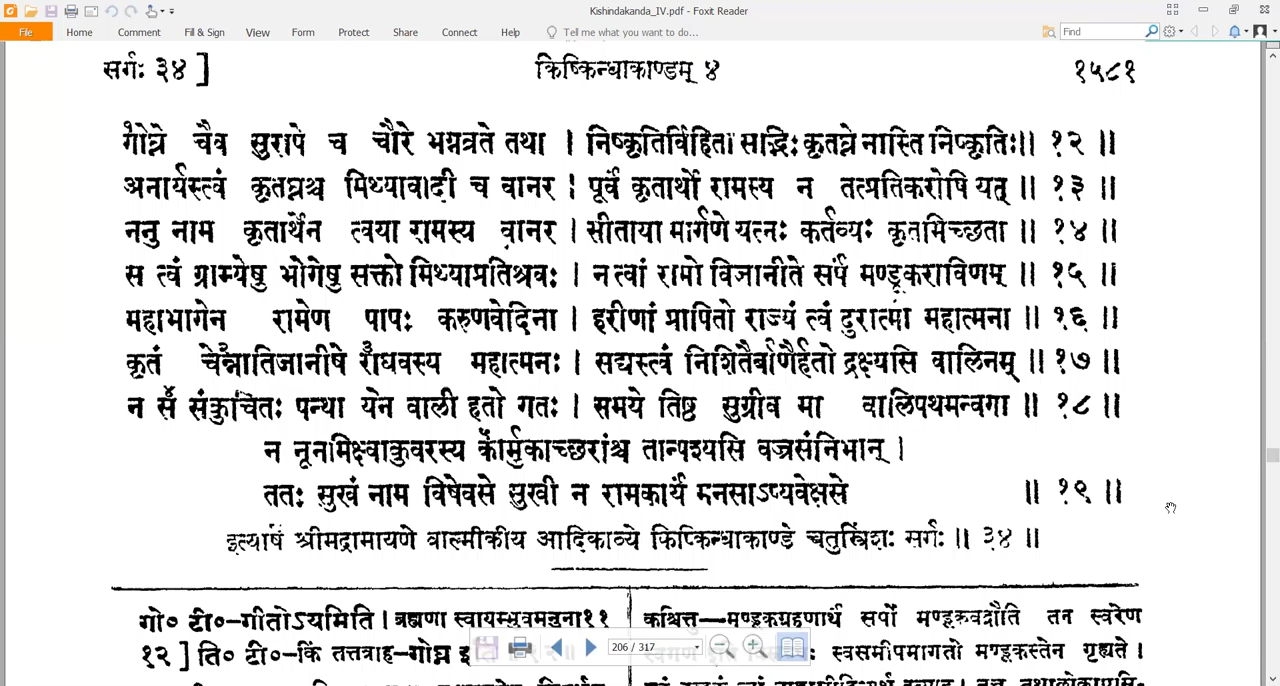 Kishindakanda_IV.pdf - Foxit Reader
File Home Comment Fill & Sign View Form Protect Share Connect Help Tell me what you want to do... Find
सर्गः ३४ ] किष्किन्धाकाण्डम् ४ १५८१
गोघ्ने चैव सुरापे च चौरे भग्नव्रते तथा । निष्कृतिर्विहिता सद्भिः कृतघ्ने नास्ति निष्कृतिः॥ १२ ॥
अनार्यस्त्वं कृतघ्नश्च मिथ्यावादी च वानर । पूर्वं कृतार्थो रामस्य न तत्प्रतिकरोषि यत् ॥ १३ ॥
ननु नाम कृतार्थेन त्वया रामस्य वानर । सीताया मार्गणे यत्नः कर्तव्यः कृतमिच्छता ॥ १४ ॥
स त्वं ग्राम्येषु भोगेषु सक्तो मिथ्याप्रतिश्रवः । न त्वां रामो विजानीते सर्पं मण्डूकराविणम् ॥ १५ ॥
महाभागेन रामेण पापः करुणवेदिना । हरीणां प्रापितो राज्यं त्वं दुरात्मा महात्मना ॥ १६ ॥
कृतं चेन्नातिजानीषे राघवस्य महात्मनः । सद्यस्त्वं निशितैर्बाणैर्हतो द्रक्ष्यसि वालिनम् ॥ १७ ॥
न स संकुचितः पन्था येन वाली हतो गतः । समये तिष्ठ सुग्रीव मा वालिपथमन्वगा ॥ १८ ॥
न नूनमिक्ष्वाकुवरस्य कार्मुकाच्छरांश्च तान्पश्यसि वज्रसंनिभान् ।
ततः सुखं नाम विषेवसे सुखी न रामकार्यं मनसाऽप्यवेक्षसे ॥ १९ ॥
इत्यार्षे श्रीमद्रामायणे वाल्मीकीय आदिकाव्ये किष्किन्धाकाण्डे चतुस्त्रिंशः सर्गः ॥ ३४ ॥
गो० टी०-गीतोऽयमिति । ब्रह्मणा स्वायम्भुवमनुना ११
१२ ] ति० टी०-किं तत्तत्राह-गोघ्न
कश्चित्तु—मण्डूकग्रहणार्थं सर्पो मण्डूकवद्रौति तेन स्वरेण
स्वसमीपमागतो मण्डूकस्तेन गृह्यते ।
206 / 317